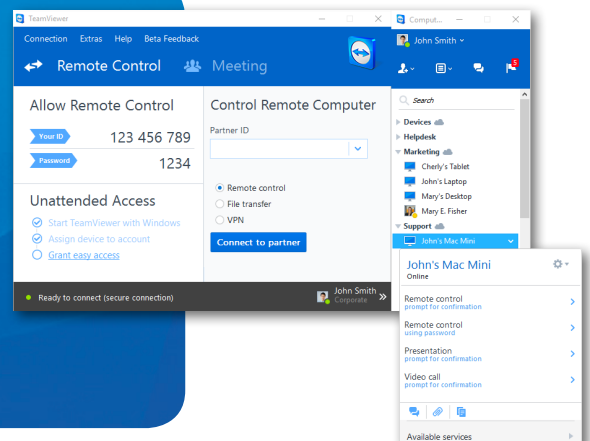 TeamViewer
Connection Extras Help Beta Feedback
Remote Control Meeting
Allow Remote Control
Your ID 123 456 789
Password 1234
Unattended Access
Start TeamViewer with Windows
Assign device to account
Grant easy access
Control Remote Computer
Partner ID
Remote control
File transfer
VPN
Connect to partner
Ready to connect (secure connection)
John Smith
Corporate
Comput...
John Smith
5
Search
Devices
Helpdesk
Marketing
Cherly's Tablet
John's Laptop
Mary's Desktop
Mary E. Fisher
Support
John's Mac Mini
John's Mac Mini
Online
Remote control
prompt for confirmation
Remote control
using password
Presentation
prompt for confirmation
Video call
prompt for confirmation
Available services